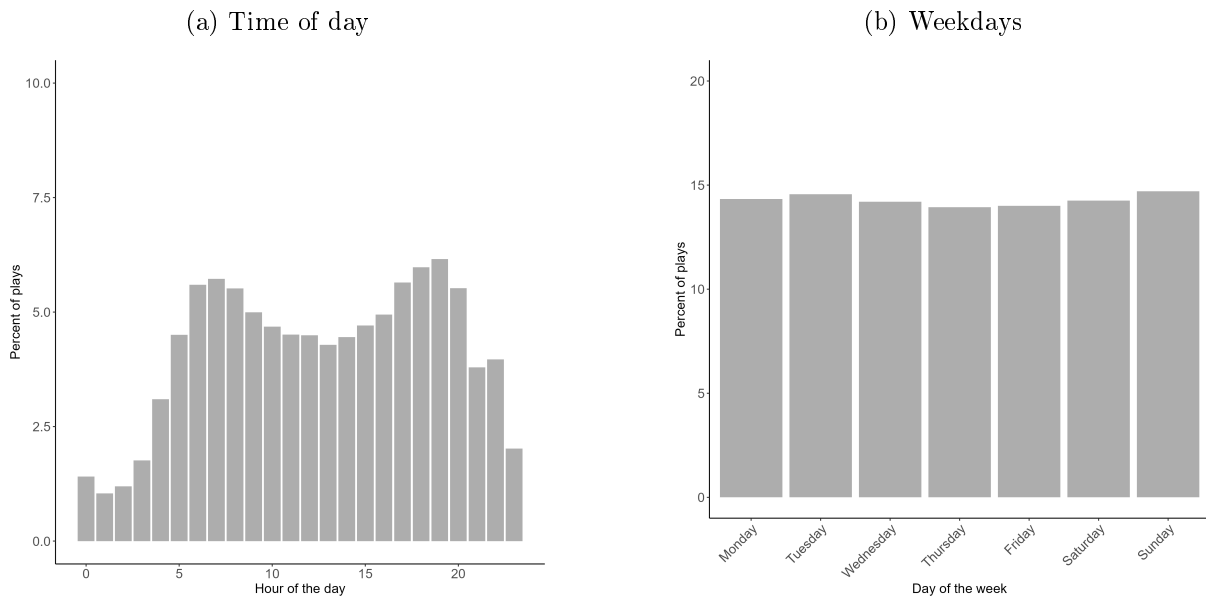 (a) Time of day
10.0
7.5
5.0
2.5
0.0
Percent of plays
0 5 10 15 20
Hour of the day
(b) Weekdays
20
15
10
5
0
Percent of plays
Monday Tuesday Wednesday Thursday Friday Saturday Sunday
Day of the week